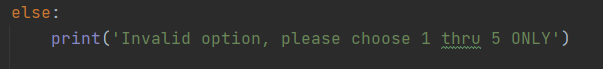 else:
    print('Invalid option, please choose 1 thru 5 ONLY')